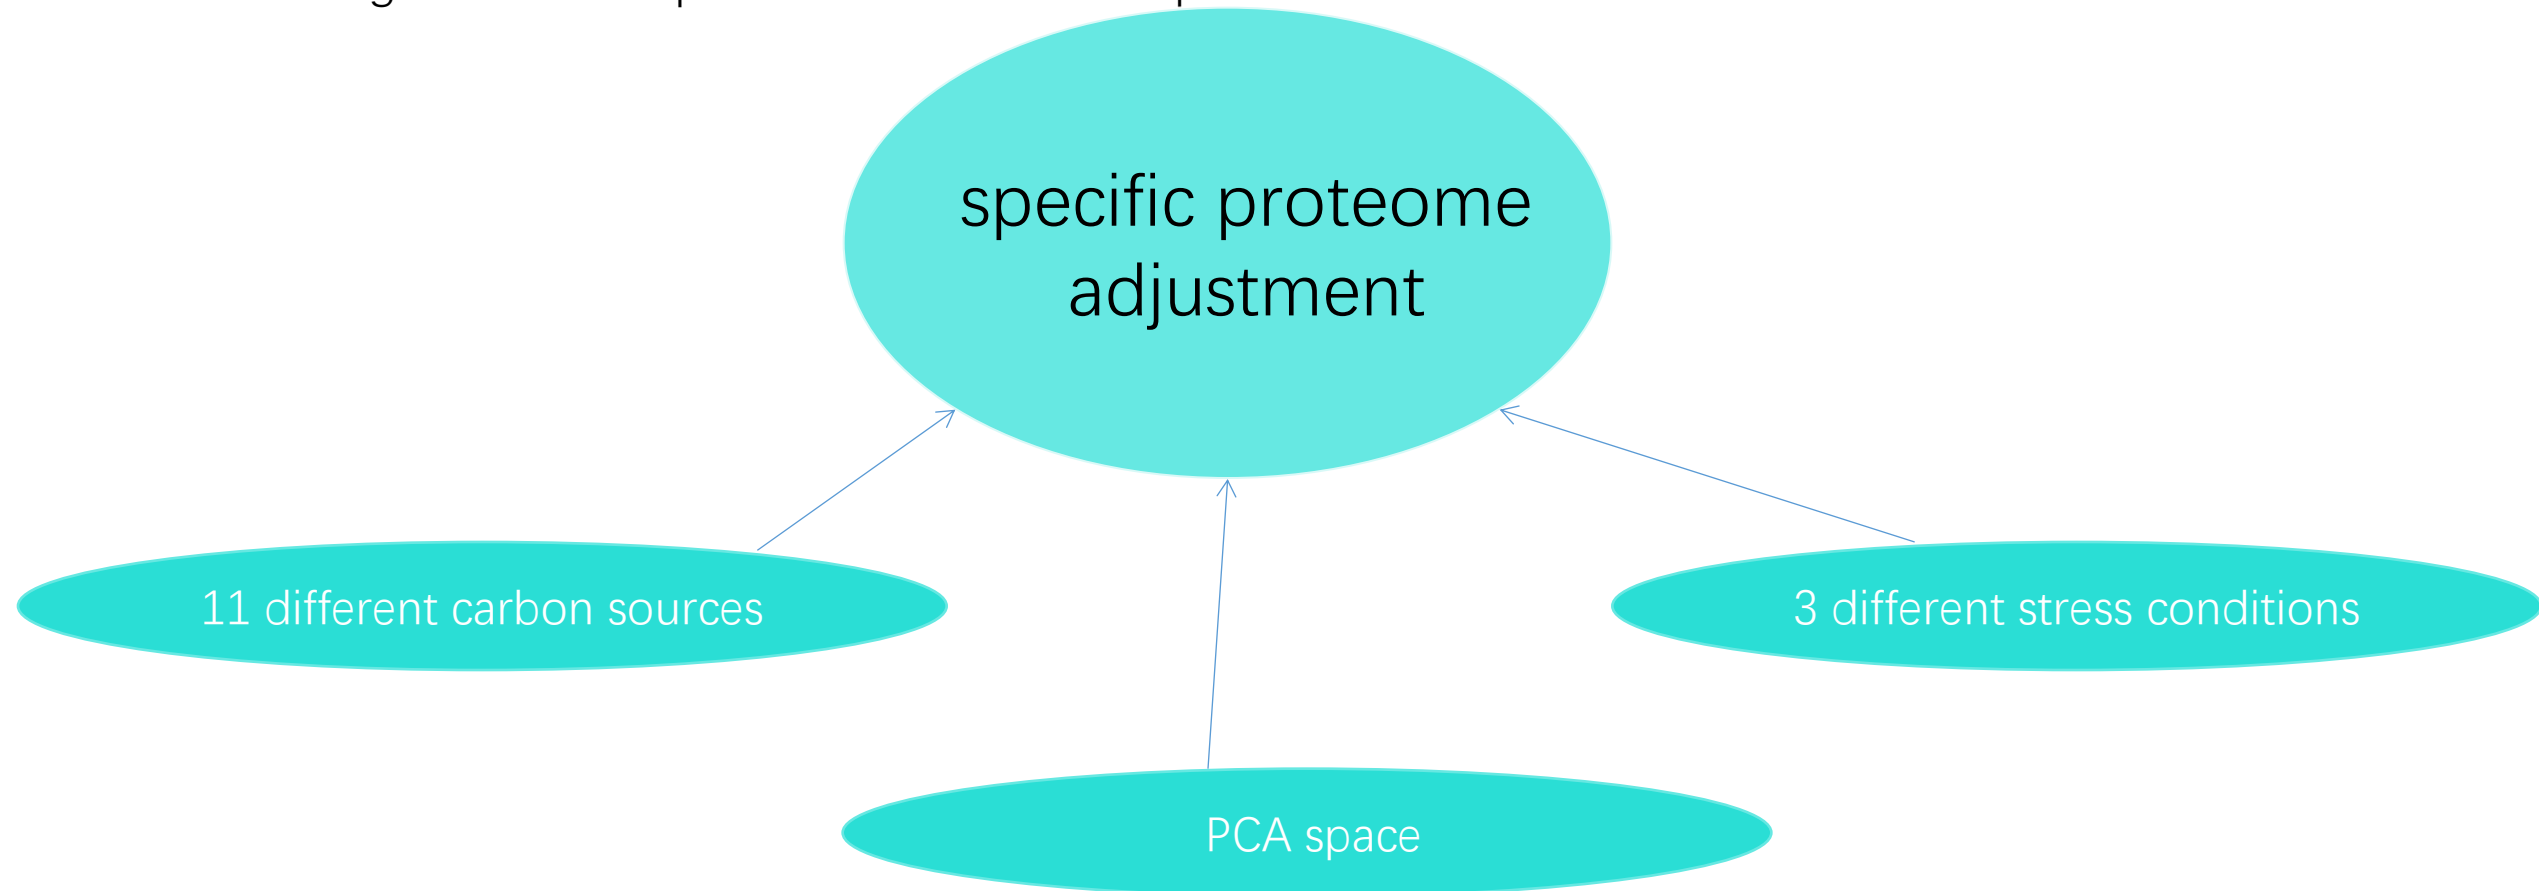 specific proteome
adjustment
11 different carbon sources
3 different stress conditions
PCA space